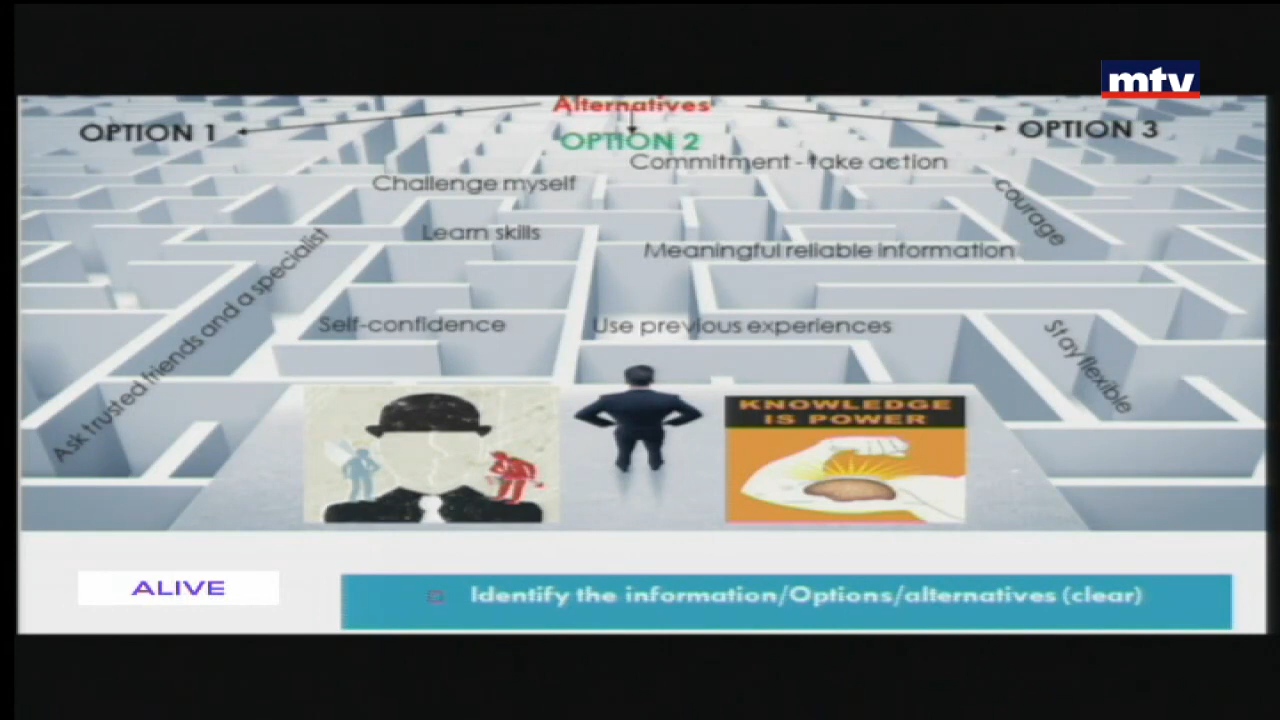 mtv
Alternatives
OPTION 1
OPTION 2
OPTION 3
Commitment - take action
Challenge myself
courage
Learn skills
Meaningful reliable information
Ask trusted friends and a specialist
Self-confidence
Use previous experiences
Stay flexible
KNOWLEDGE
IS POWER
ALIVE
Identify the information/Options/alternatives (clear)